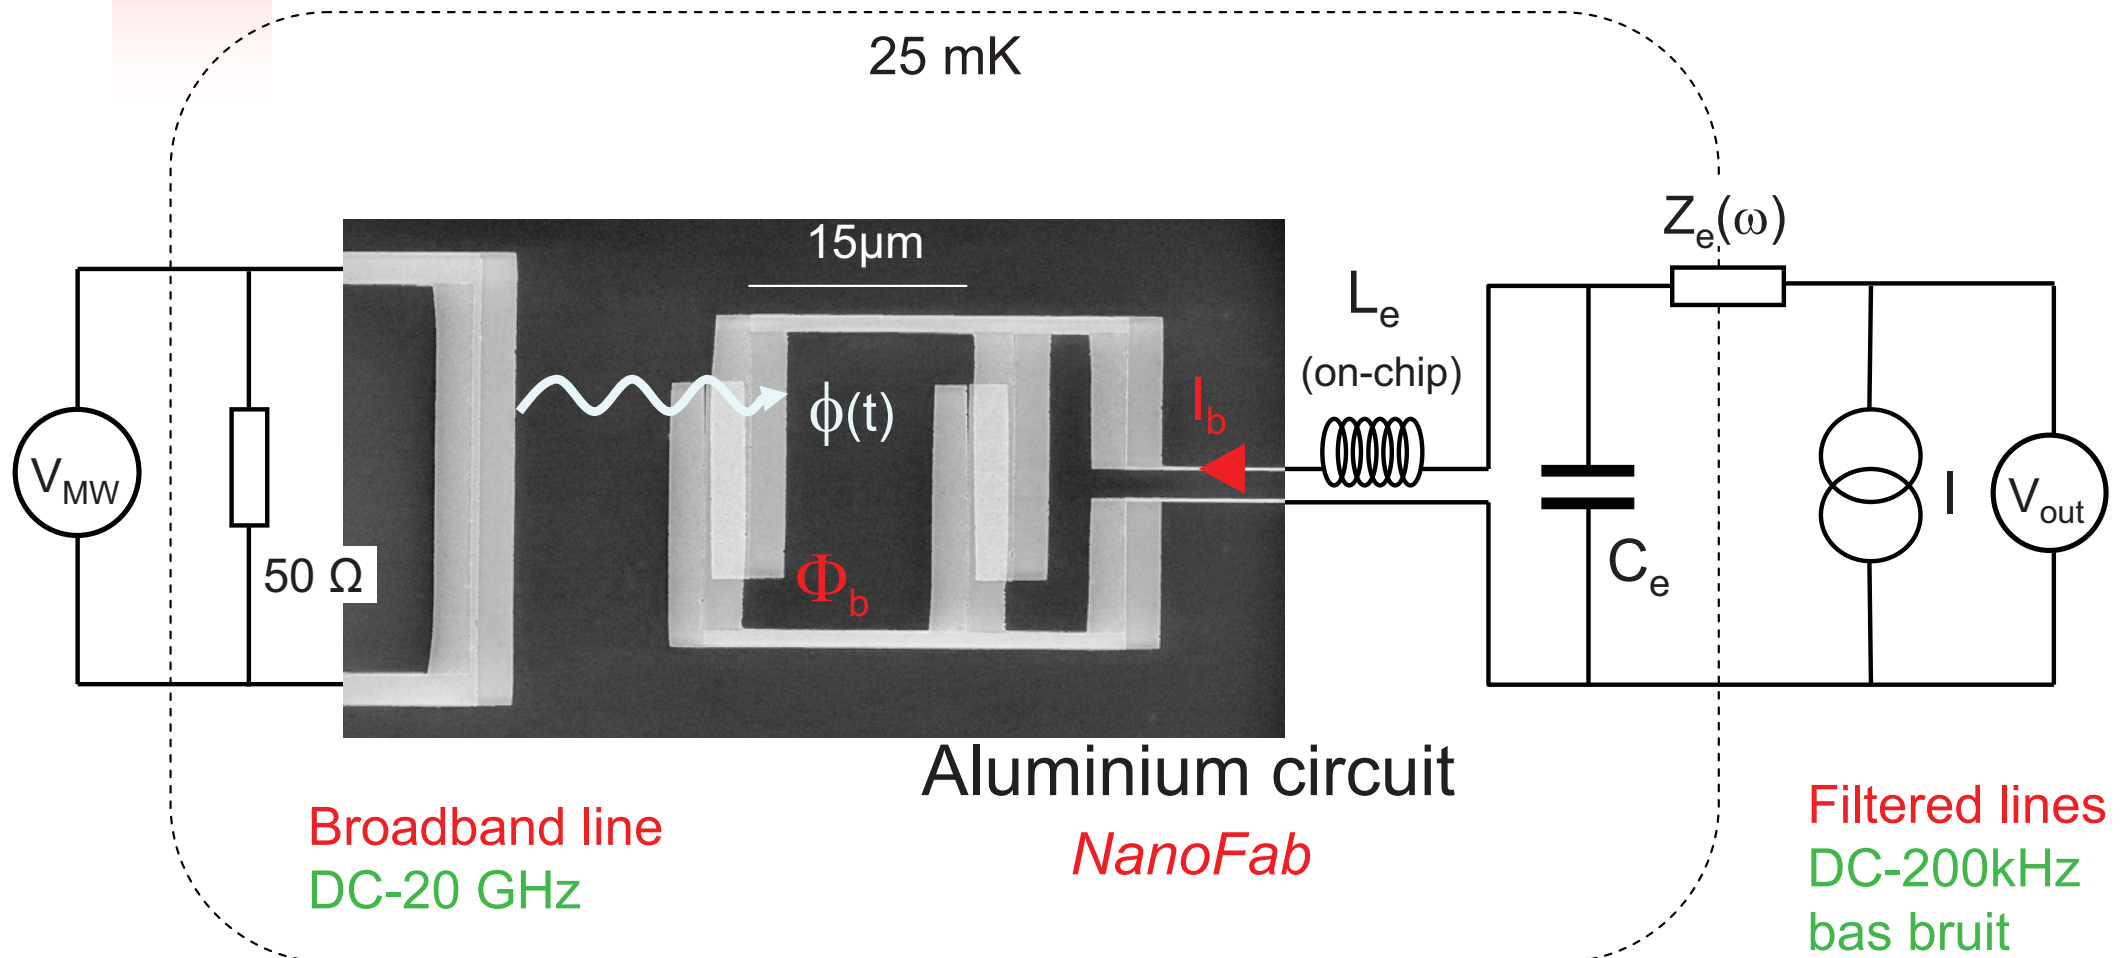 25 mK
Z_e(ω)
15µm
L_e
(on-chip)
I_b
ϕ(t)
V_MW
I
V_out
50 Ω
Φ_b
C_e
Aluminium circuit
NanoFab
Broadband line
DC-20 GHz
Filtered lines
DC-200kHz
bas bruit